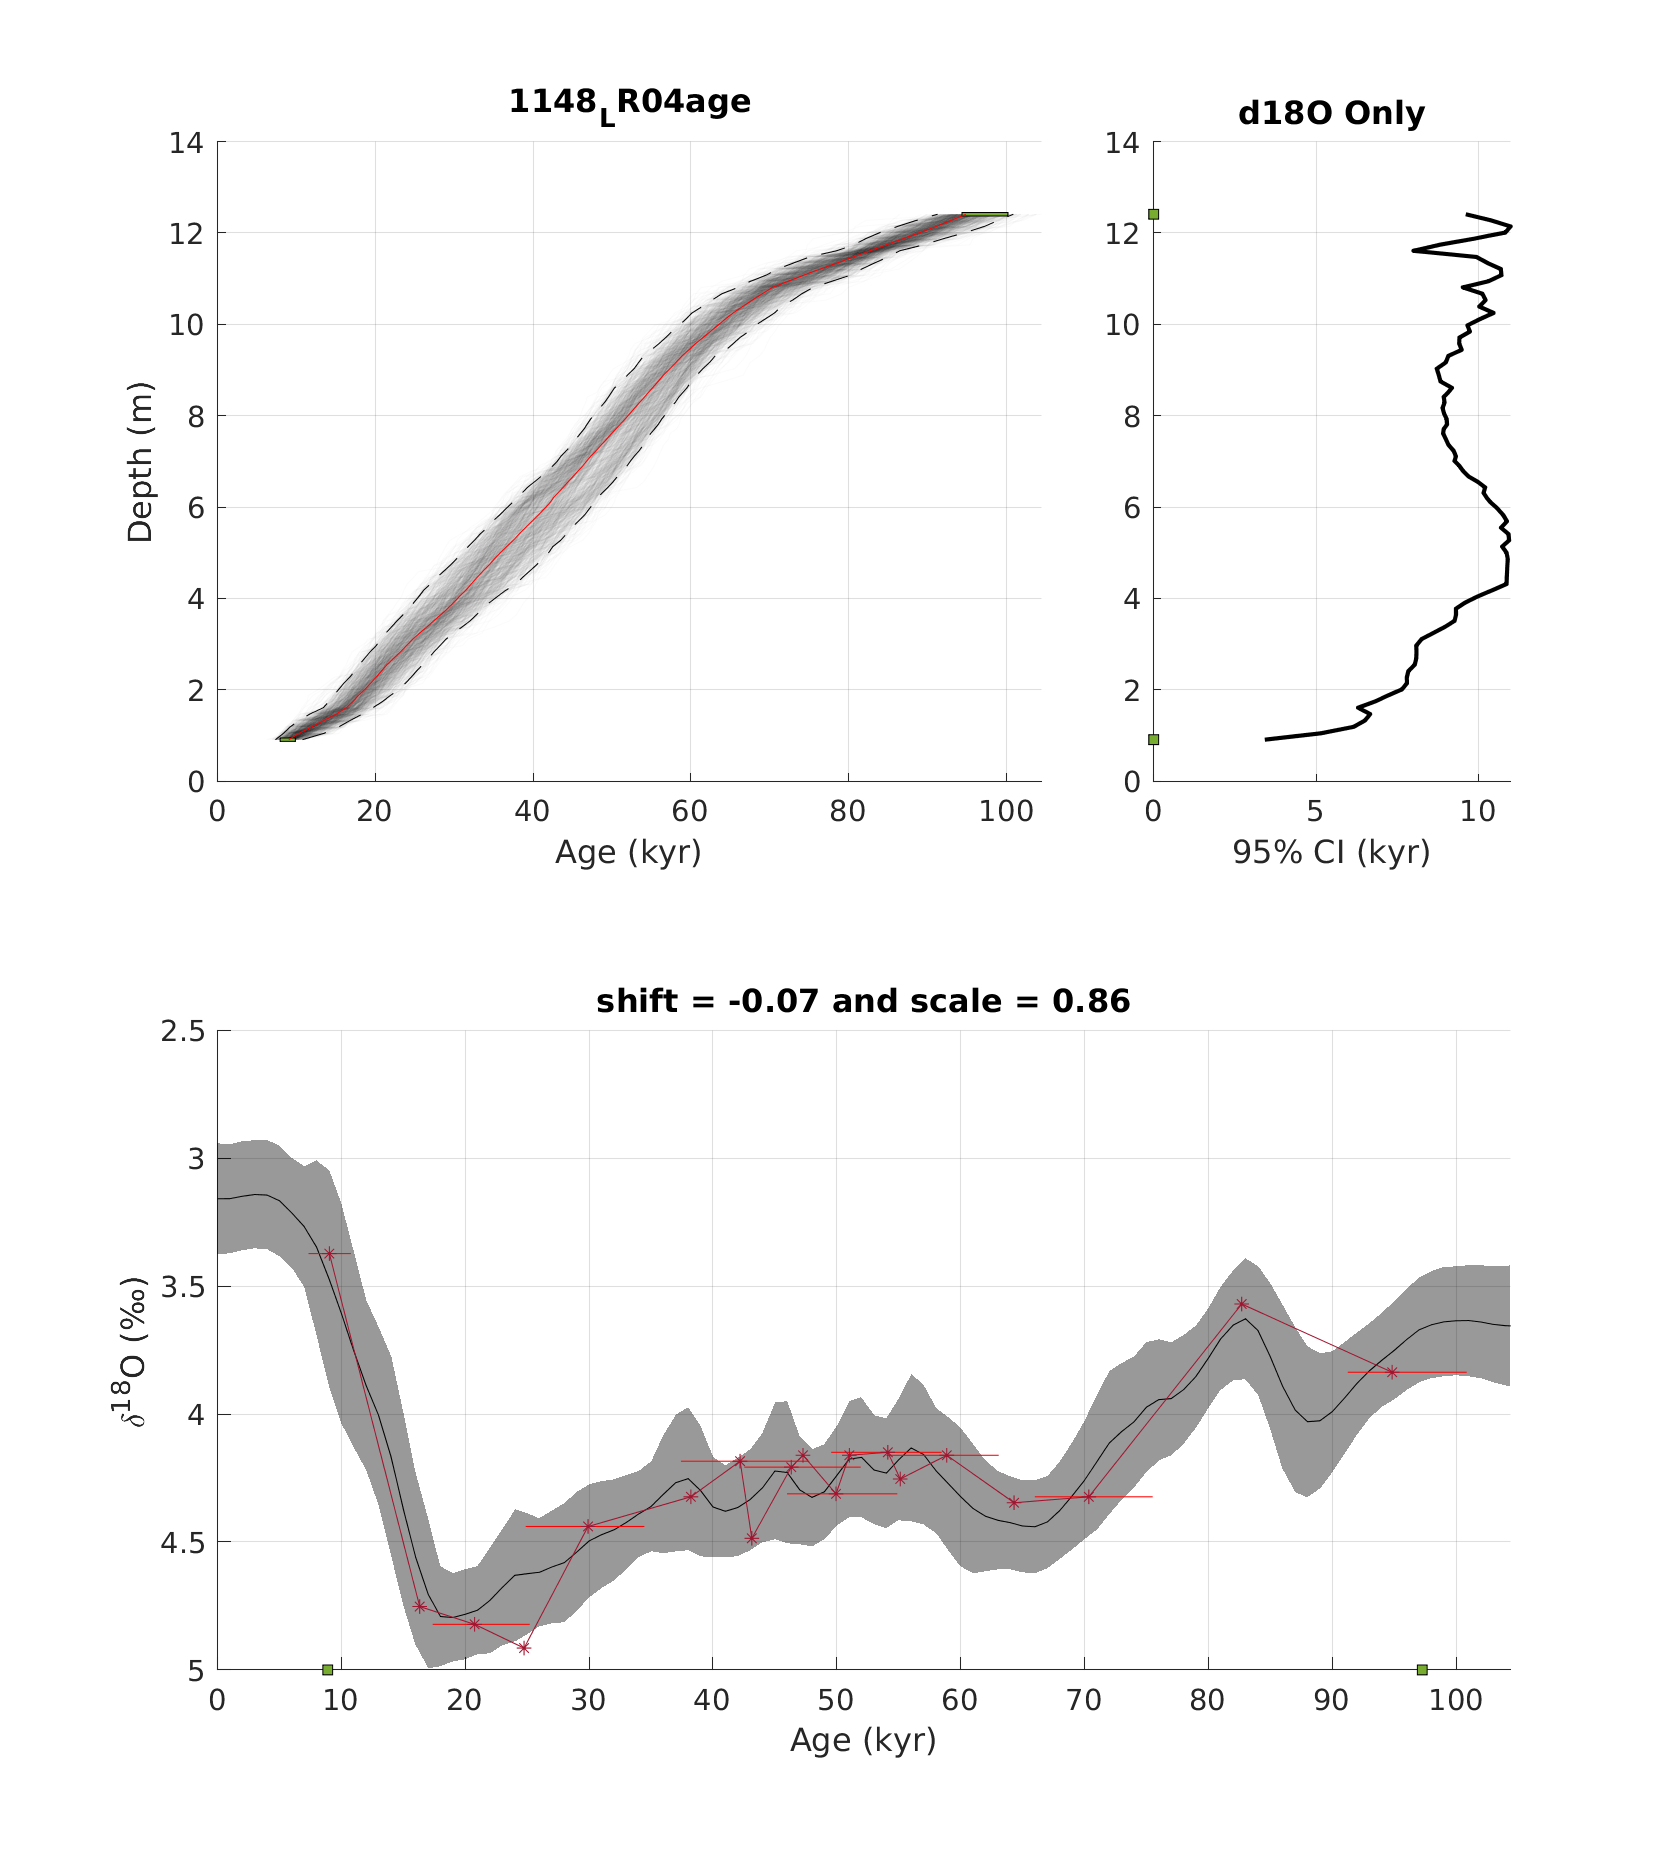 1148LR04age
d18O Only
14
12
10
8
6
4
2
0
Depth (m)
0 20 40 60 80 100
Age (kyr)
14
12
10
8
6
4
2
0
0 5 10
95% CI (kyr)
shift = -0.07 and scale = 0.86
2.5
3
3.5
4
4.5
5
δ18O (‰)
0 10 20 30 40 50 60 70 80 90 100
Age (kyr)